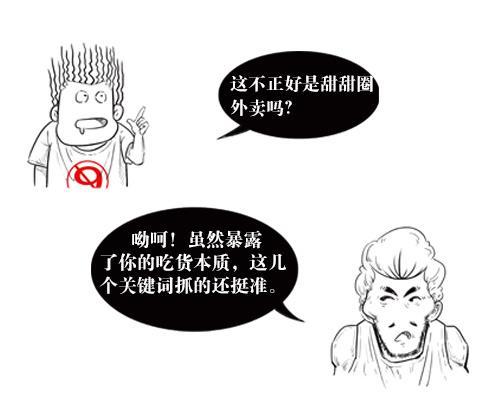 这不正好是甜甜圈
外卖吗？
呦呵！虽然暴露
了你的吃货本质，这几
个关键词抓的还挺准。